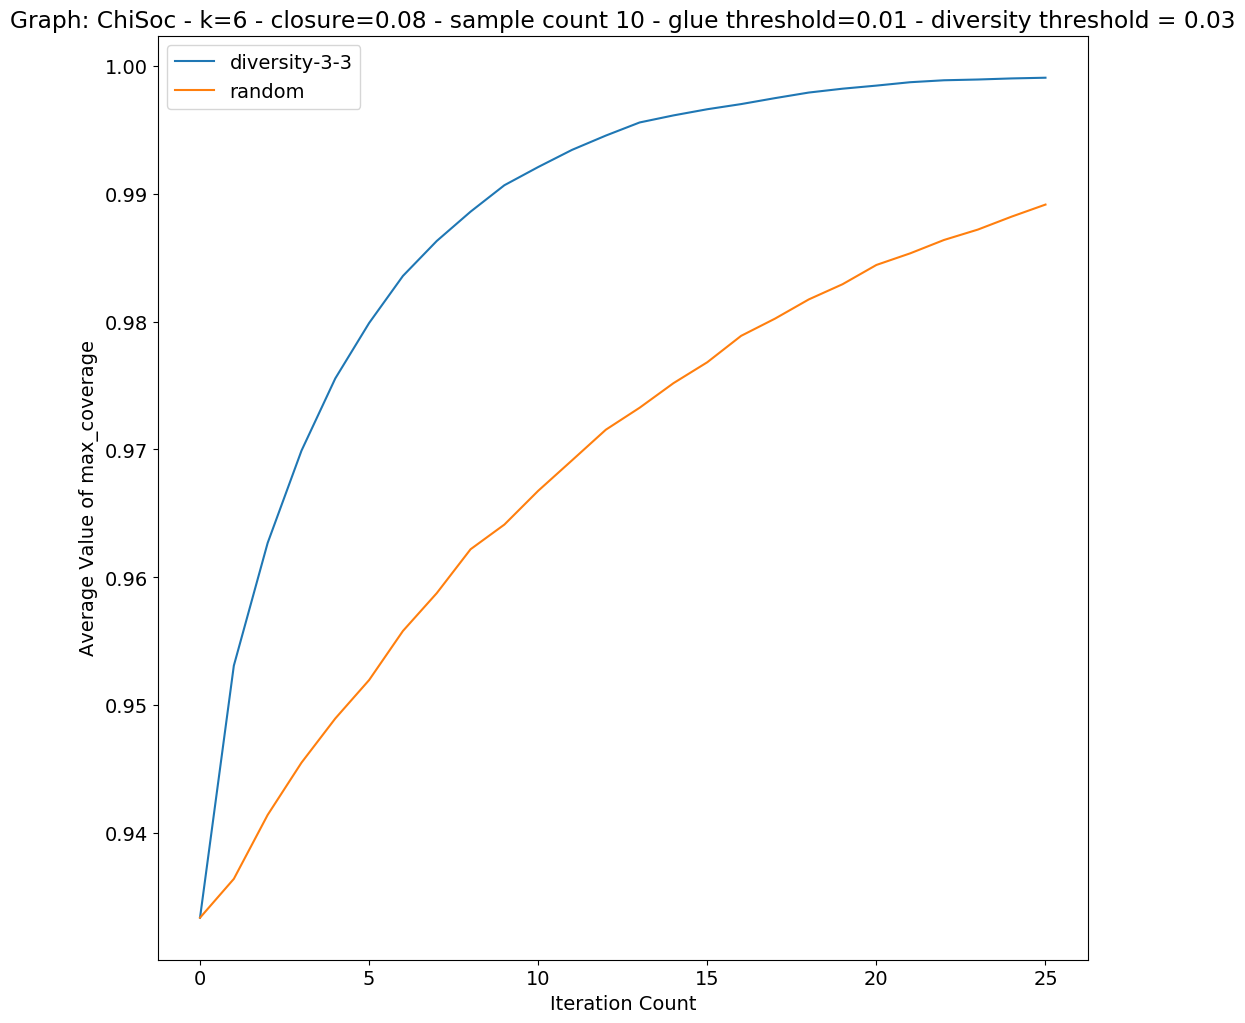 Graph: ChiSoc - k=6 - closure=0.08 - sample count 10 - glue threshold=0.01 - diversity threshold = 0.03
diversity-3-3
random
1.00
0.99
0.98
0.97
0.96
0.95
0.94
Average Value of max_coverage
0 5 10 15 20 25
Iteration Count